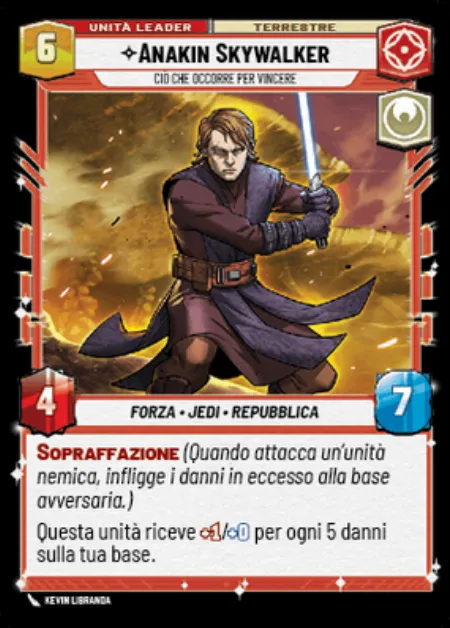 6
UNITÀ LEADER
TERRESTRE
ANAKIN SKYWALKER
CIÒ CHE OCCORRE PER VINCERE
4
FORZA • JEDI • REPUBBLICA
7
SOPRAFFAZIONE (Quando attacca un'unità
nemica, infligge i danni in eccesso alla base
avversaria.)
Questa unità riceve +1/+0 per ogni 5 danni
sulla tua base.
KEVIN LIBRANDA